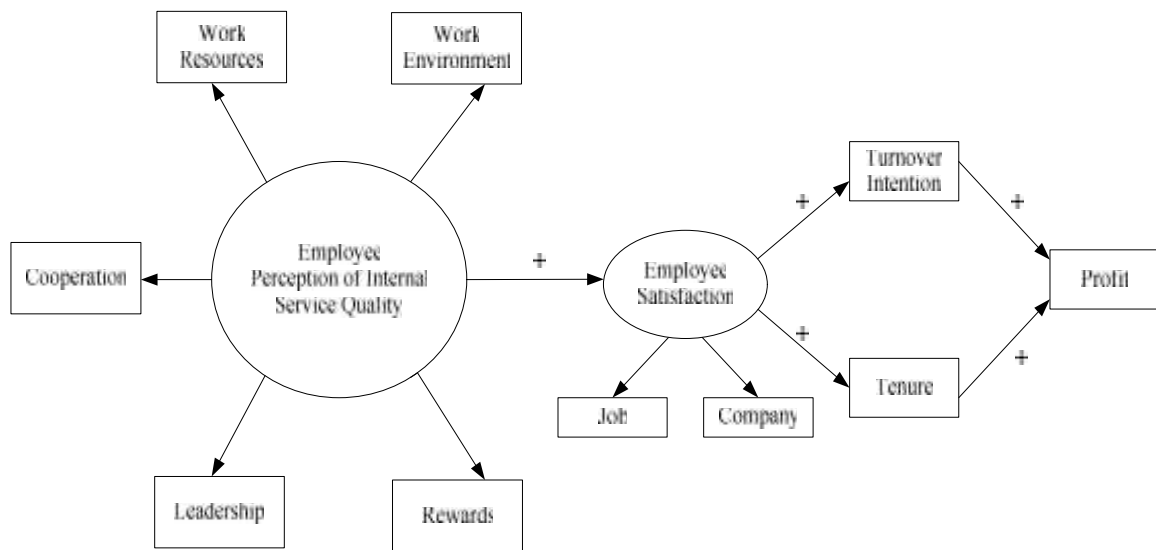 Work
Resources
Work
Environment
Turnover
Intention
+
+
Cooperation
Employee
Perception of Internal
Service Quality
+
Employee
Satisfaction
Profit
+
+
Job
Company
Tenure
Leadership
Rewards